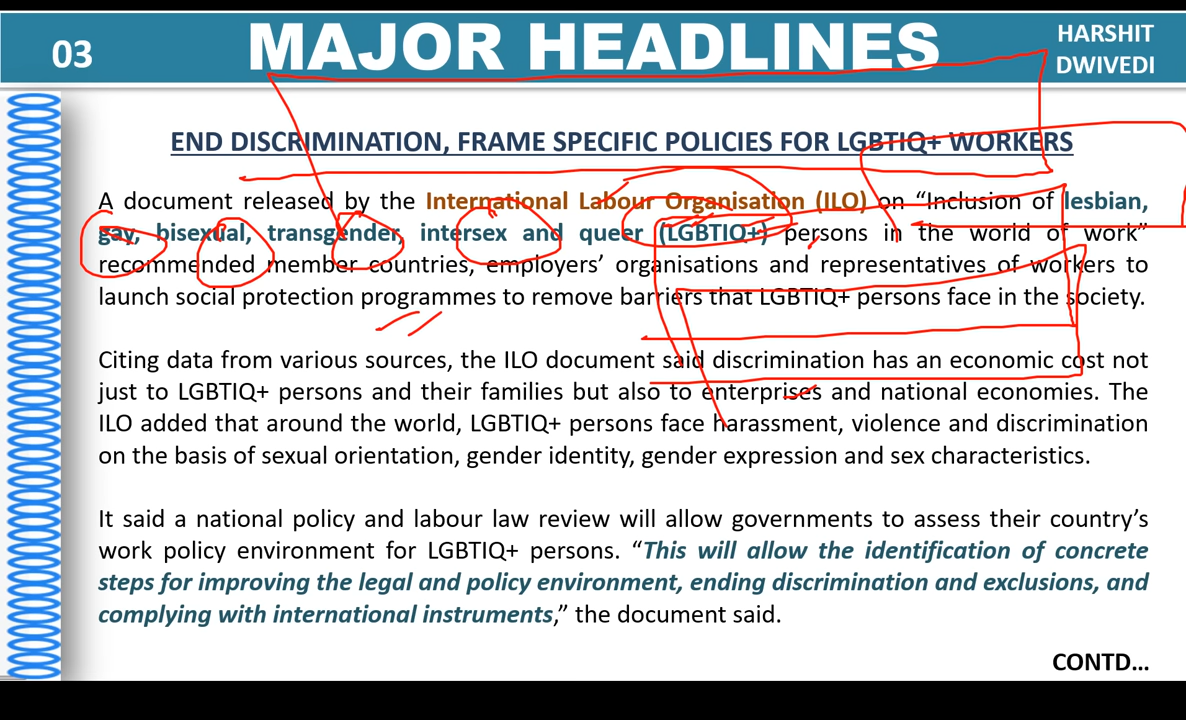 03
MAJOR HEADLINES
HARSHIT
DWIVEDI
END DISCRIMINATION, FRAME SPECIFIC POLICIES FOR LGBTIQ+ WORKERS
A document released by the International Labour Organisation (ILO) on “Inclusion of lesbian,
gay, bisexual, transgender, intersex and queer (LGBTIQ+) persons in the world of work”
recommended member countries, employers’ organisations and representatives of workers to
launch social protection programmes to remove barriers that LGBTIQ+ persons face in the society.
Citing data from various sources, the ILO document said discrimination has an economic cost not
just to LGBTIQ+ persons and their families but also to enterprises and national economies. The
ILO added that around the world, LGBTIQ+ persons face harassment, violence and discrimination
on the basis of sexual orientation, gender identity, gender expression and sex characteristics.
It said a national policy and labour law review will allow governments to assess their country’s
work policy environment for LGBTIQ+ persons. “This will allow the identification of concrete
steps for improving the legal and policy environment, ending discrimination and exclusions, and
complying with international instruments,” the document said.
CONTD...